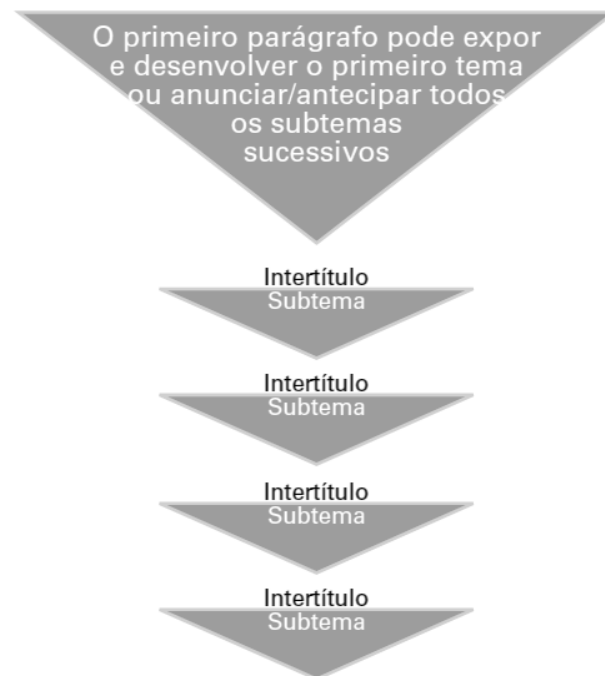 O primeiro parágrafo pode expor
e desenvolver o primeiro tema
ou anunciar/antecipar todos
os subtemas
sucessivos
Intertítulo
Subtema
Intertítulo
Subtema
Intertítulo
Subtema
Intertítulo
Subtema